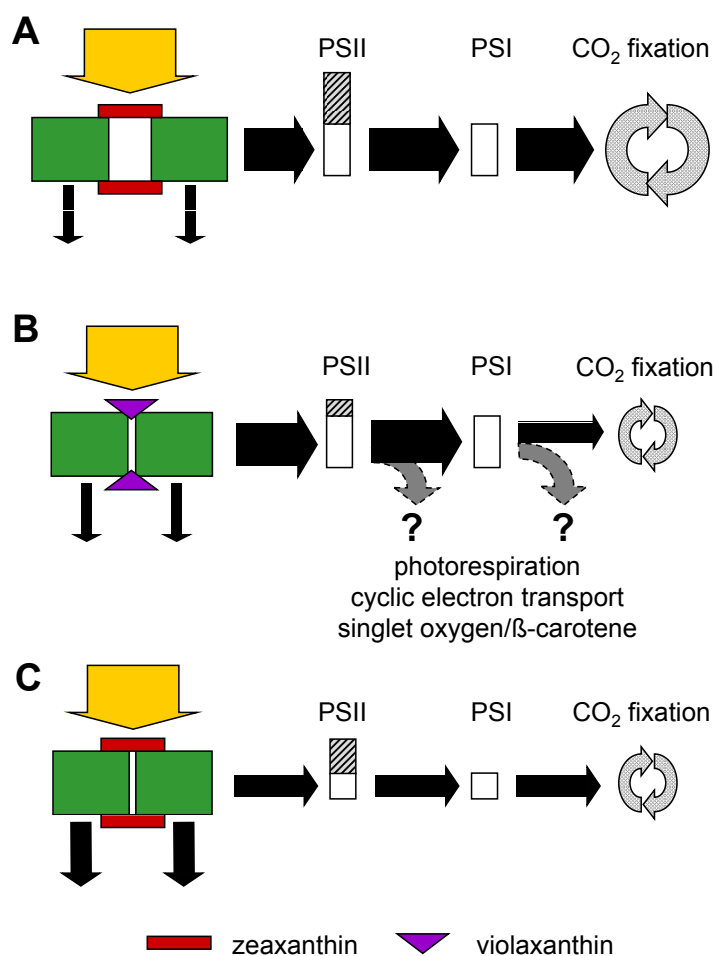 A
PSII
PSI
CO₂ fixation
B
PSII
PSI
CO₂ fixation
?
?
photorespiration
cyclic electron transport
singlet oxygen/ß-carotene
C
PSII
PSI
CO₂ fixation
zeaxanthin
violaxanthin